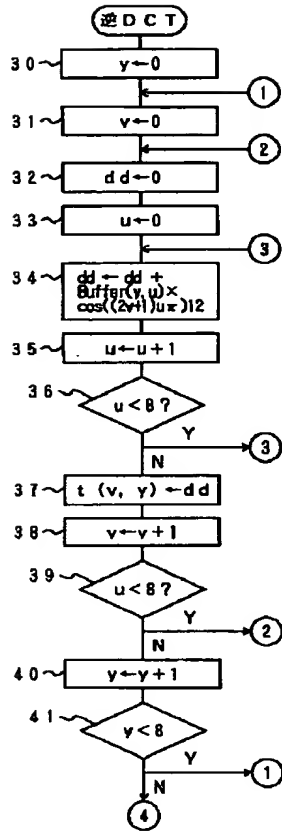 逆DCT
30
y←0
1
31
v←0
2
32
dd←0
33
u←0
3
34
dd ← dd +
Buffer(v,u)×
cos((2v+1)uπ)12
35
u←u+1
36
u<8?
Y
3
N
37
t (v, y) ←dd
38
v←v+1
39
u<8?
Y
2
N
40
y←y+1
41
y<8
Y
1
N
4